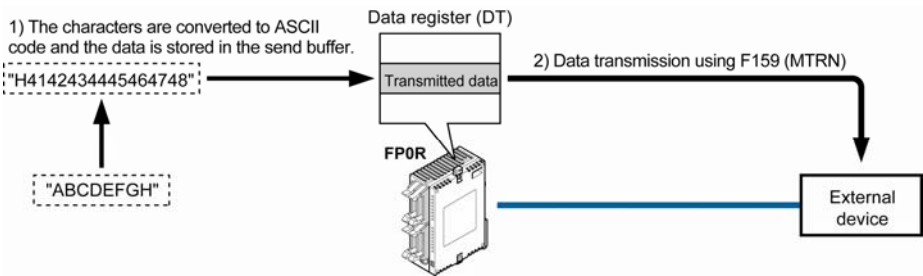 1) The characters are converted to ASCII
code and the data is stored in the send buffer.
"H4142434445464748"
"ABCDEFGH"
Data register (DT)
Transmitted data
FP0R
2) Data transmission using F159 (MTRN)
External
device